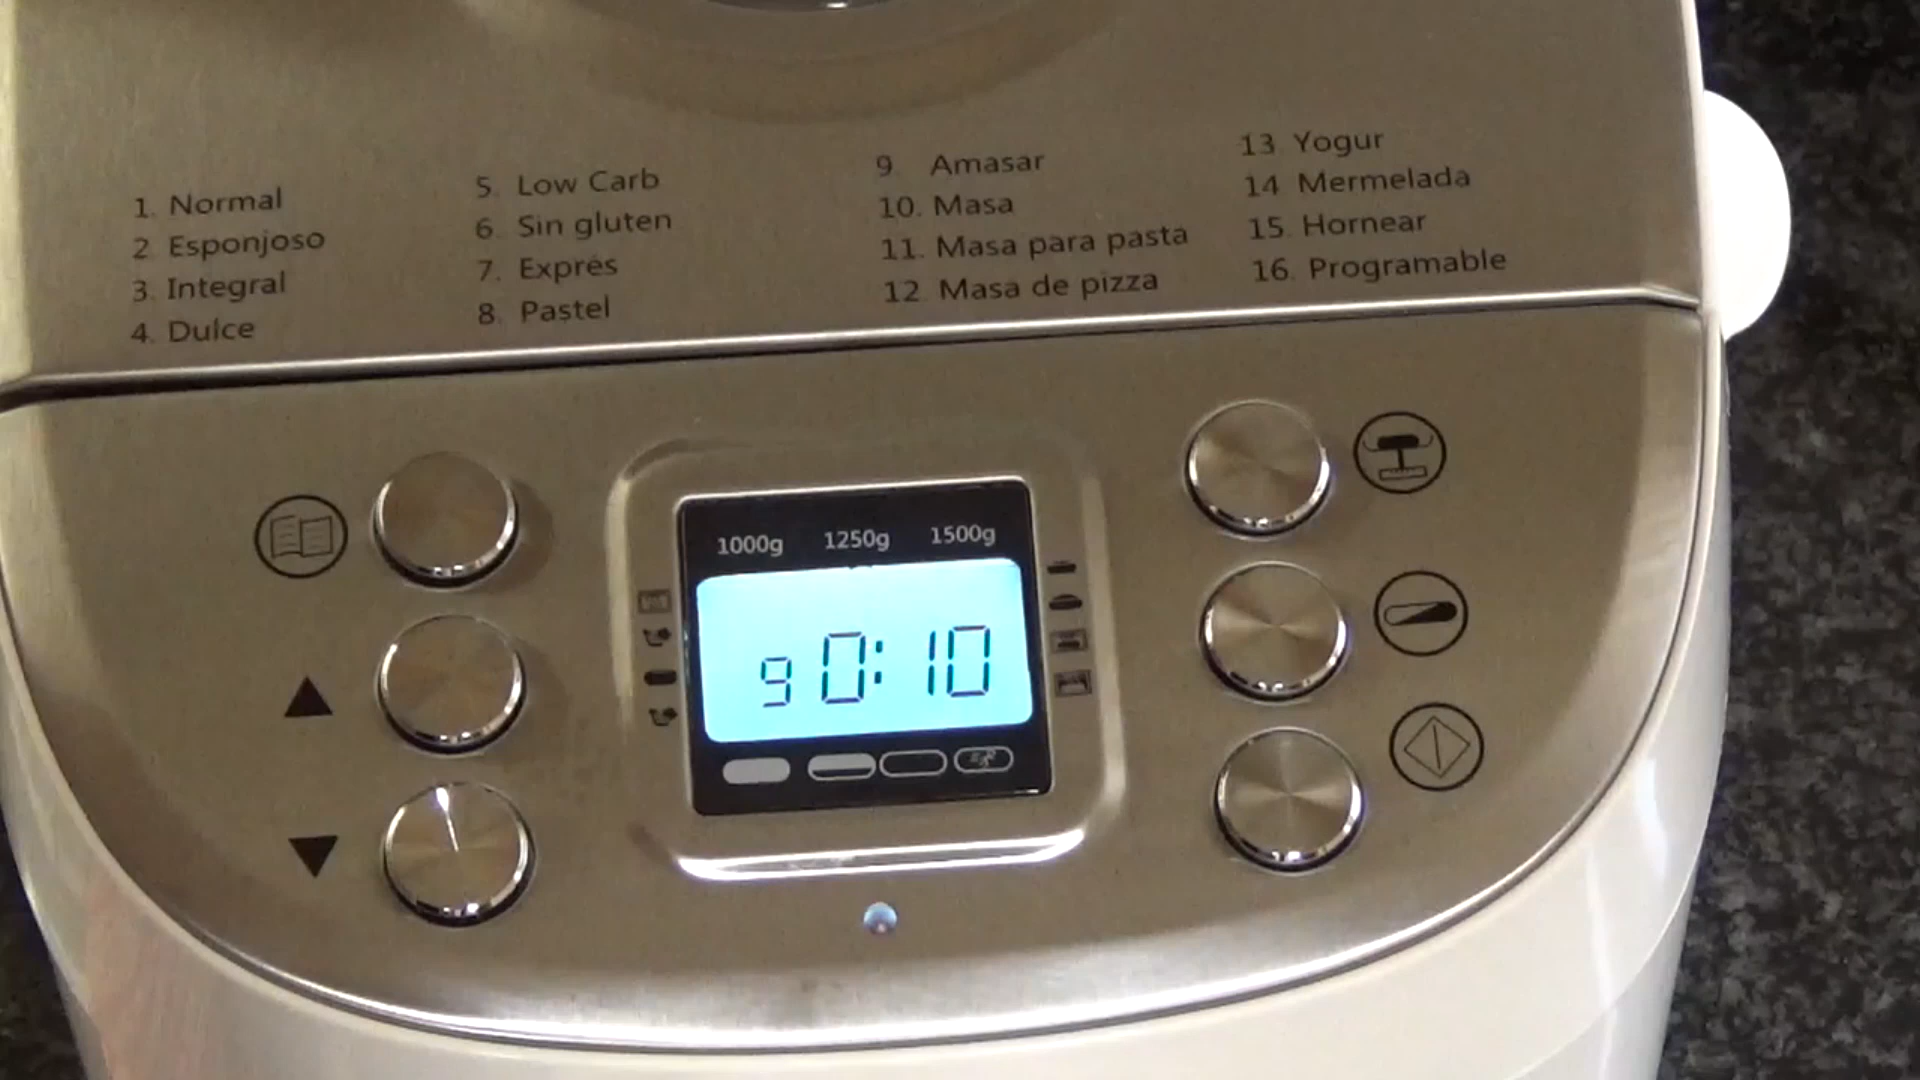 1. Normal
2 Esponjoso
3. Integral
4. Dulce
5. Low Carb
6. Sin gluten
7. Exprés
8. Pastel
9 Amasar
10. Masa
11. Masa para pasta
12 Masa de pizza
13 Yogur
14 Mermelada
15 Hornear
16. Programable
1000g 1250g 1500g
9 0:10